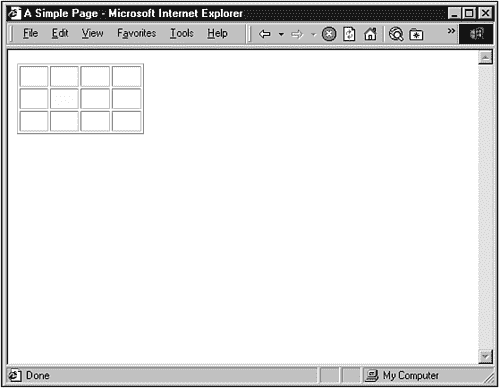 A Simple Page - Microsoft Internet Explorer
File Edit View Favorites Tools Help »
Done My Computer